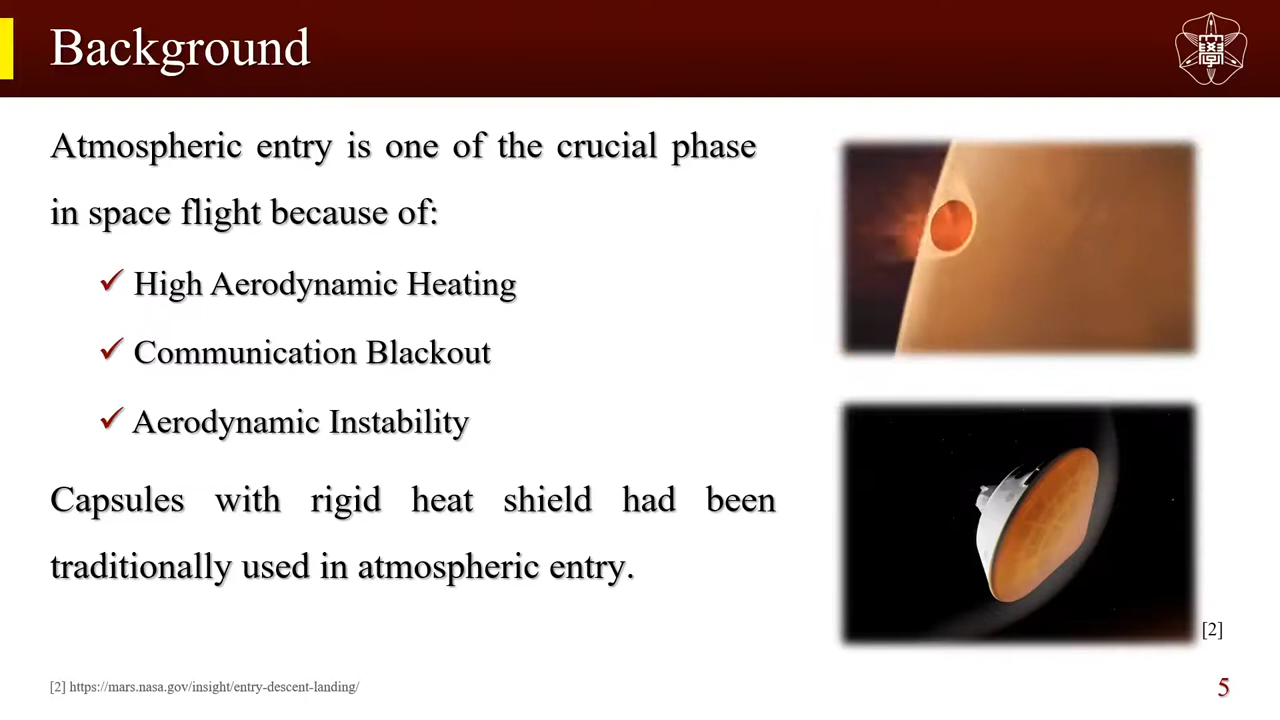 Background
Atmospheric entry is one of the crucial phase
in space flight because of:
High Aerodynamic Heating
Communication Blackout
Aerodynamic Instability
Capsules with rigid heat shield had been
traditionally used in atmospheric entry.
[2]
[2] https://mars.nasa.gov/insight/entry-descent-landing/
5